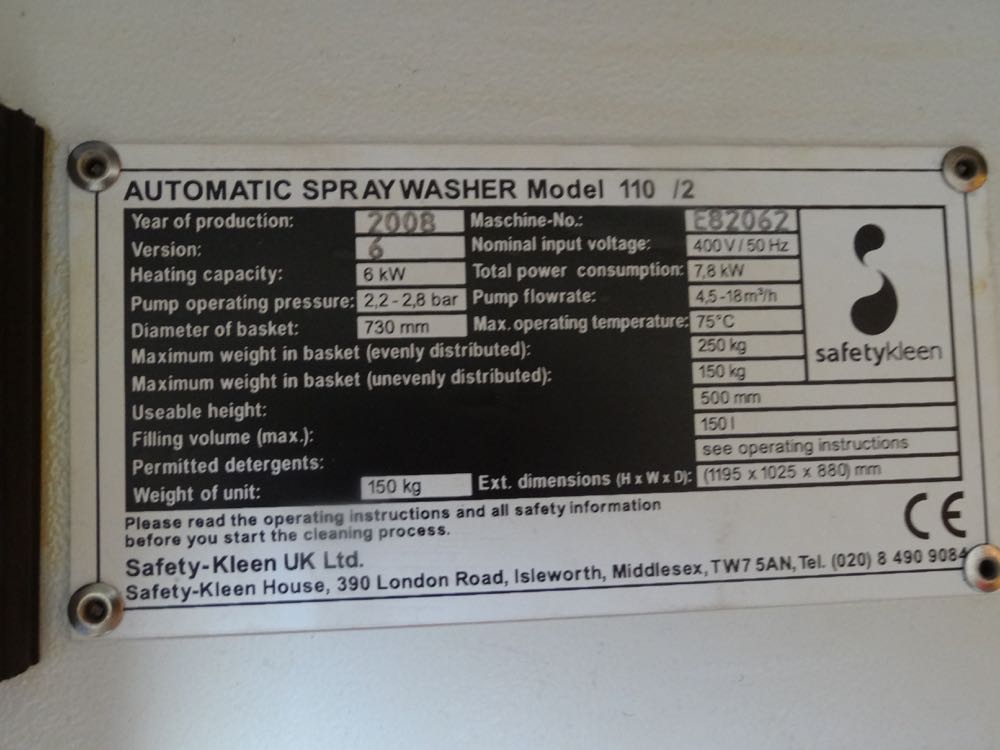 AUTOMATIC SPRAYWASHER Model 110 /2
Year of production: 2008 Maschine-No.: E82062
Version: 6 Nominal input voltage: 400 V / 50 Hz
Heating capacity: 6 kW Total power consumption: 7,8 kW
Pump operating pressure: 2,2 - 2,8 bar Pump flowrate: 4,5-18m³/h
Diameter of basket: 730 mm Max. operating temperature: 75°C
Maximum weight in basket (evenly distributed): 250 kg
Maximum weight in basket (unevenly distributed): 150 kg
Useable height: 500 mm
Filling volume (max.): 150 l
Permitted detergents: see operating instructions
Weight of unit: 150 kg Ext. dimensions (H x W x D): (1195 x 1025 x 880) mm
safetykleen
Please read the operating instructions and all safety information
before you start the cleaning process.
CE
Safety-Kleen UK Ltd.
Safety-Kleen House, 390 London Road, Isleworth, Middlesex, TW7 5AN, Tel. (020) 8 490 9084